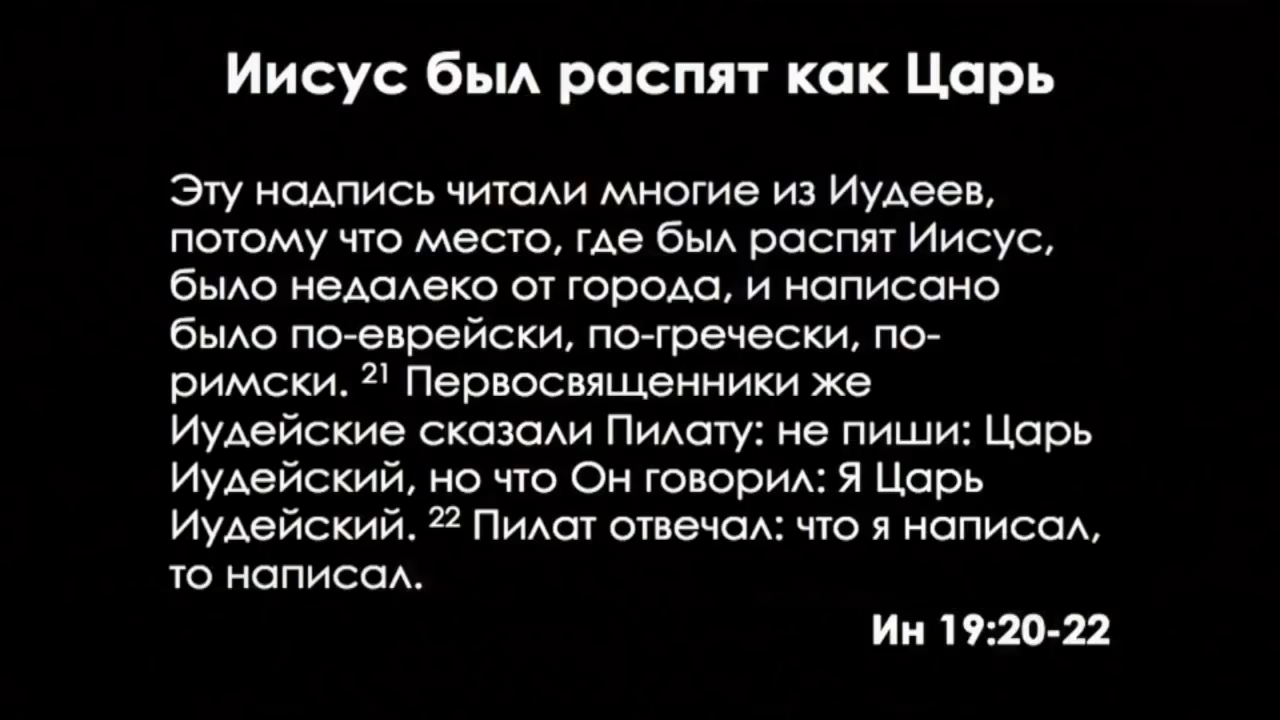 Иисус был распят как Царь
Эту надпись читали многие из Иудеев,
потому что место, где был распят Иисус,
было недалеко от города, и написано
было по-еврейски, по-гречески, по-
римски. ²¹ Первосвященники же
Иудейские сказали Пилату: не пиши: Царь
Иудейский, но что Он говорил: Я Царь
Иудейский. ²² Пилат отвечал: что я написал,
то написал.
Ин 19:20-22